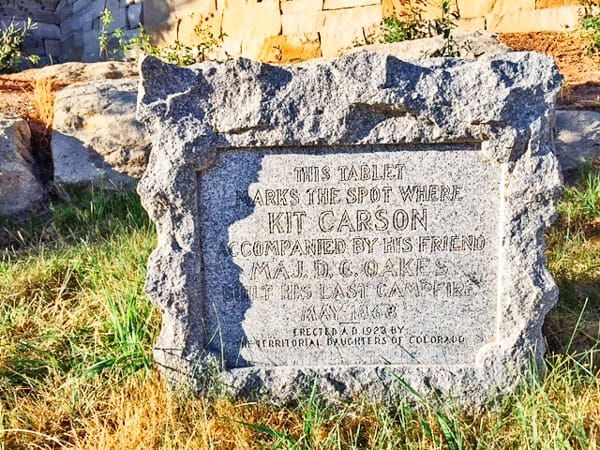 THIS TABLET
MARKS THE SPOT WHERE
KIT CARSON
ACCOMPANIED BY HIS FRIEND
MAJ. D. C. OAKES
BUILT HIS LAST CAMPFIRE
MAY 1868
ERECTED A.D. 1923 BY
THE TERRITORIAL DAUGHTERS OF COLORADO